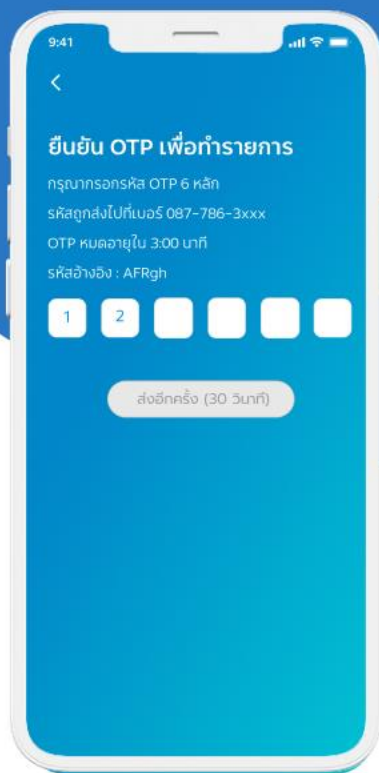 9:41
ยืนยัน OTP เพื่อทำรายการ
กรุณากรอกรหัส OTP 6 หลัก
รหัสถูกส่งไปที่เบอร์ 087-786-3xxx
OTP หมดอายุใน 3:00 นาที
รหัสอ้างอิง : AFRgh
1 2
ส่งอีกครั้ง (30 วินาที)